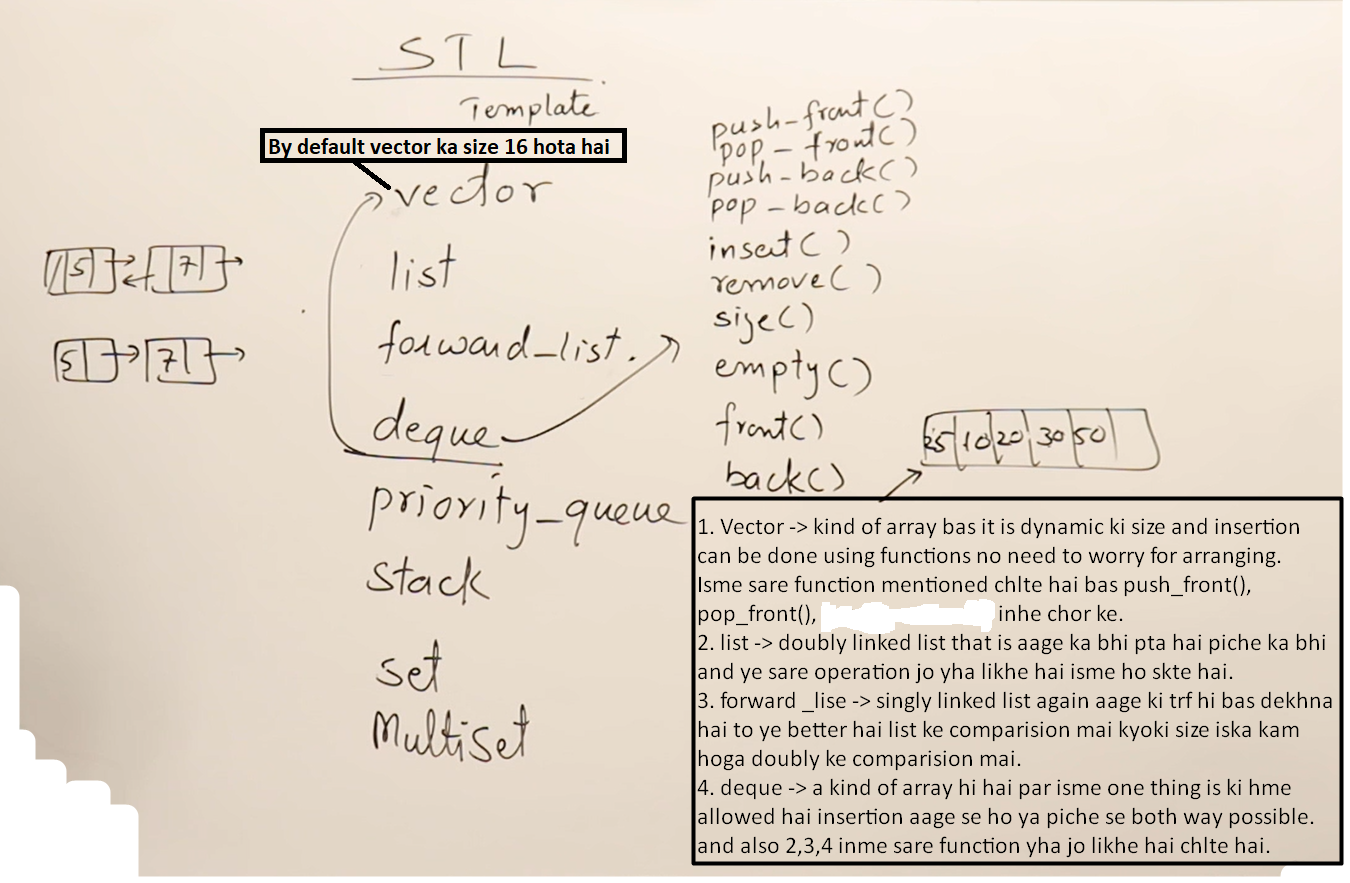 STL
Template
By default vector ka size 16 hota hai
vector
list
forward_list.
deque
priority_queue
stack
set
MultiSet
5 7
5 7
push-front()
pop-front()
push-back()
pop-back()
insert()
remove()
size()
empty()
front()
back()
25 10 20 30 50
1. Vector -> kind of array bas it is dynamic ki size and insertion
can be done using functions no need to worry for arranging.
Isme sare function mentioned chlte hai bas push_front(),
pop_front(), inhe chor ke.
2. list -> doubly linked list that is aage ka bhi pta hai piche ka bhi
and ye sare operation jo yha likhe hai isme ho skte hai.
3. forward _lise -> singly linked list again aage ki trf hi bas dekhna
hai to ye better hai list ke comparision mai kyoki size iska kam
hoga doubly ke comparision mai.
4. deque -> a kind of array hi hai par isme one thing is ki hme
allowed hai insertion aage se ho ya piche se both way possible.
and also 2,3,4 inme sare function yha jo likhe hai chlte hai.